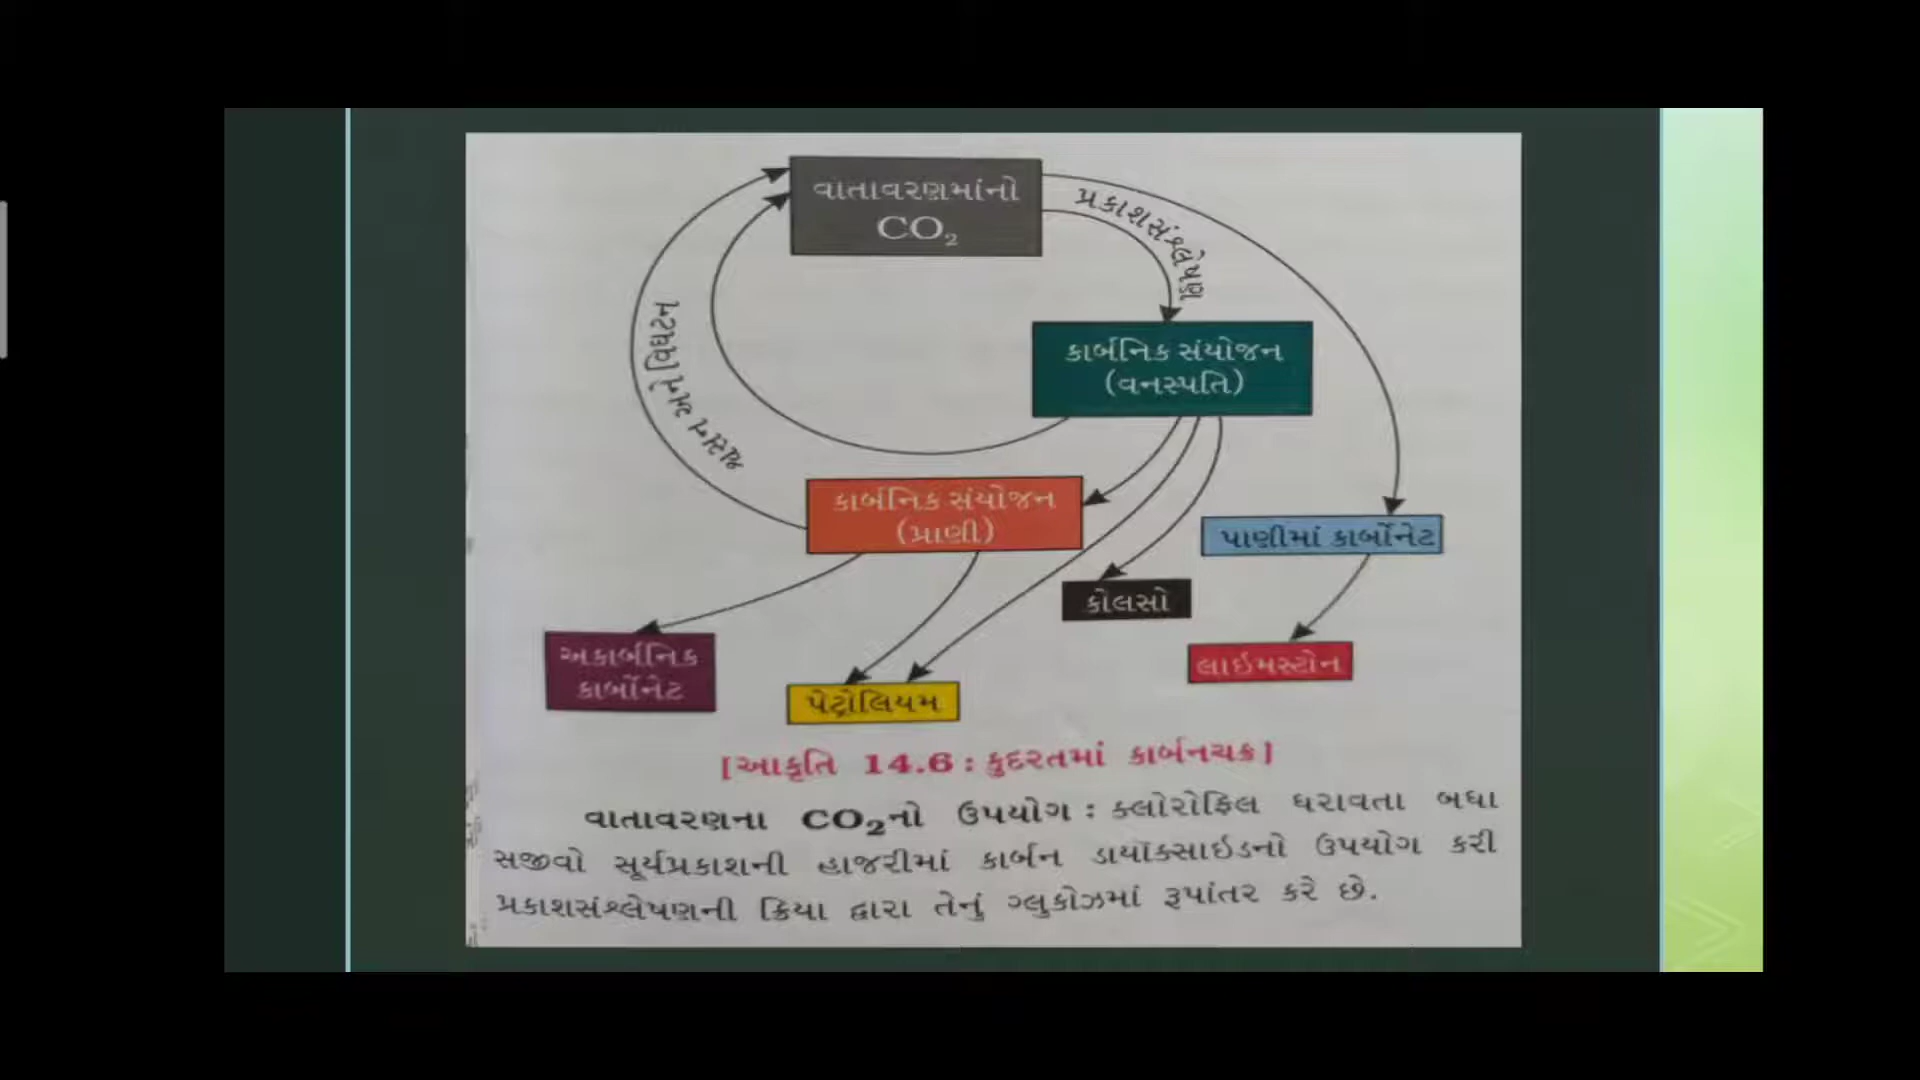 વાતાવરણમાંનો
CO₂
પ્રકાશસંશ્લેષણ
શ્વસન અને વિઘટન
કાર્બનિક સંયોજન
(વનસ્પતિ)
કાર્બનિક સંયોજન
(પ્રાણી)
પાણીમાં કાર્બોનેટ
કોલસો
અકાર્બનિક
કાર્બોનેટ
લાઇમસ્ટોન
પેટ્રોલિયમ
[આકૃતિ 14.6 : કુદરતમાં કાર્બનચક્ર]
વાતાવરણના CO₂નો ઉપયોગ : ક્લોરોફિલ ધરાવતા બધા
સજીવો સૂર્યપ્રકાશની હાજરીમાં કાર્બન ડાયૉક્સાઇડનો ઉપયોગ કરી
પ્રકાશસંશ્લેષણની ક્રિયા દ્વારા તેનું ગ્લુકોઝમાં રૂપાંતર કરે છે.